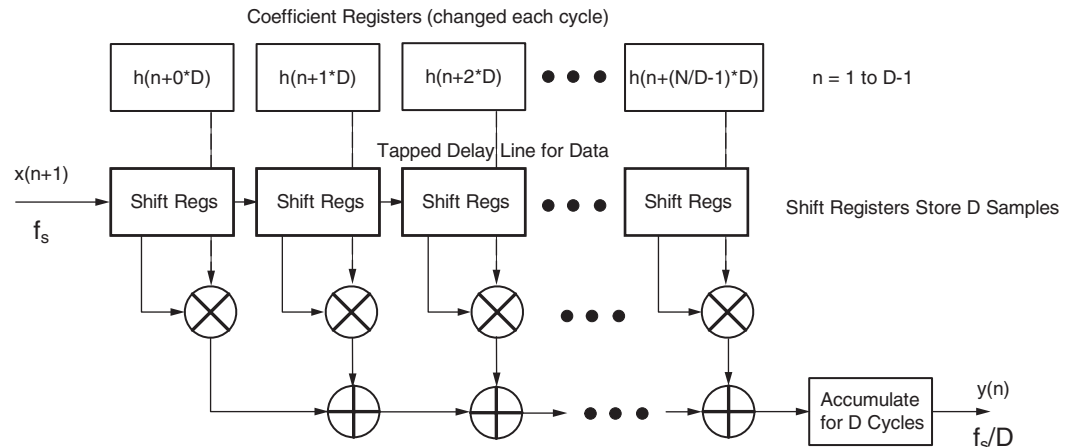 Coefficient Registers (changed each cycle)
h(n+0*D)
h(n+1*D)
h(n+2*D)
h(n+(N/D-1)*D)
n = 1 to D-1
Tapped Delay Line for Data
x(n+1)
fs
Shift Regs
Shift Regs
Shift Regs
Shift Regs
Shift Registers Store D Samples
Accumulate
for D Cycles
y(n)
fs/D